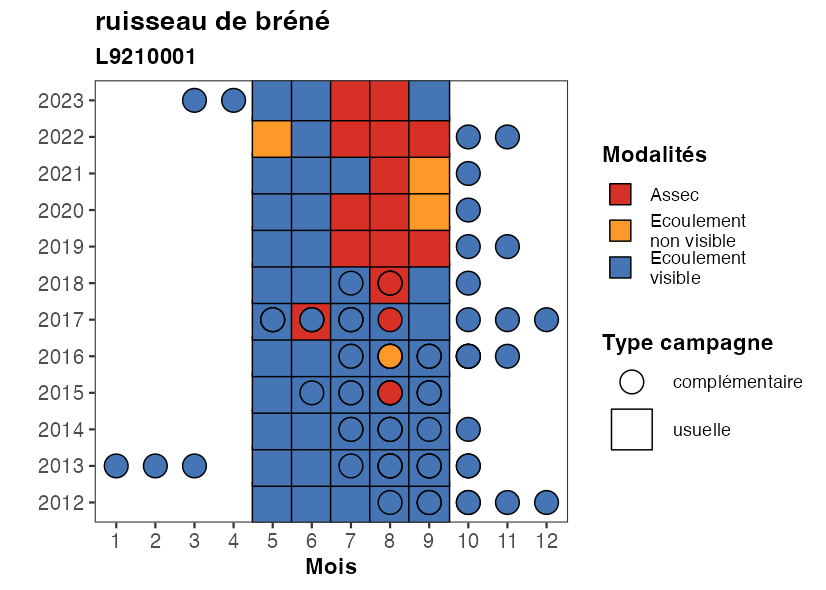 ruisseau de bréné
L9210001
2023
2022
2021
2020
2019
2018
2017
2016
2015
2014
2013
2012
1 2 3 4 5 6 7 8 9 10 11 12
Mois
Modalités
Assec
Ecoulement
non visible
Ecoulement
visible
Type campagne
complémentaire
usuelle